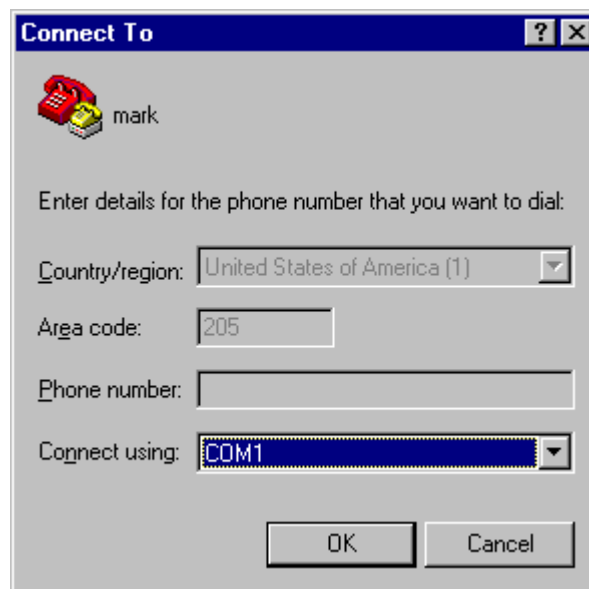 Connect To
mark
Enter details for the phone number that you want to dial:
Country/region: United States of America (1)
Area code: 205
Phone number:
Connect using: COM1
OK Cancel